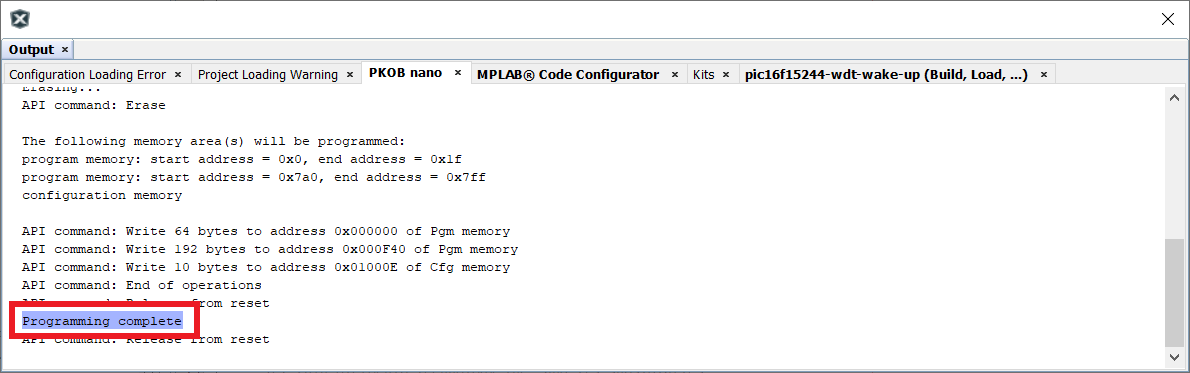 Output ×
Configuration Loading Error × Project Loading Warning × PKOB nano × MPLAB® Code Configurator × Kits × pic16f15244-wdt-wake-up (Build, Load, ...) ×
Erasing...
API command: Erase
The following memory area(s) will be programmed:
program memory: start address = 0x0, end address = 0x1f
program memory: start address = 0x7a0, end address = 0x7ff
configuration memory
API command: Write 64 bytes to address 0x000000 of Pgm memory
API command: Write 192 bytes to address 0x000F40 of Pgm memory
API command: Write 10 bytes to address 0x01000E of Cfg memory
API command: End of operations
API command: Release from reset
Programming complete
API command: Release from reset